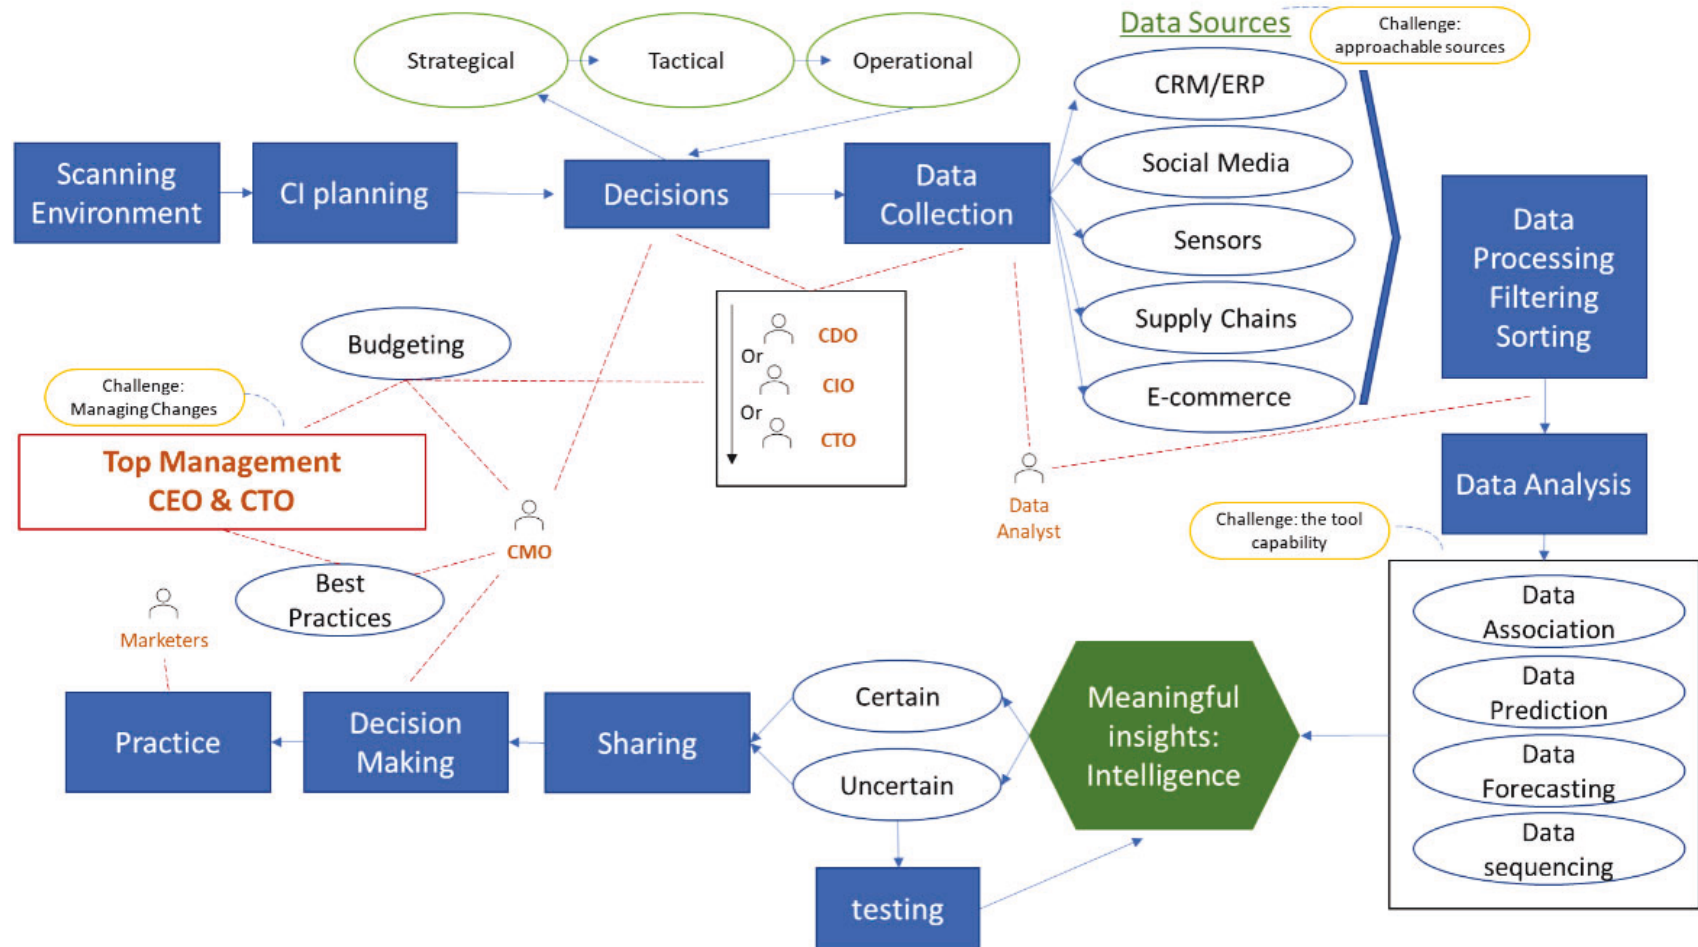 Data Sources
Challenge:
approachable sources
Strategical
Tactical
Operational
CRM/ERP
Social Media
Sensors
Supply Chains
E-commerce
Scanning
Environment
CI planning
Decisions
Data
Collection
Data
Processing
Filtering
Sorting
Budgeting
Challenge:
Managing Changes
Top Management
CEO & CTO
CDO
Or
CIO
Or
CTO
CMO
Data
Analyst
Data Analysis
Challenge: the tool
capability
Best
Practices
Marketers
Data
Association
Data
Prediction
Data
Forecasting
Data
sequencing
Meaningful
insights:
Intelligence
Certain
Uncertain
Sharing
Decision
Making
Practice
testing